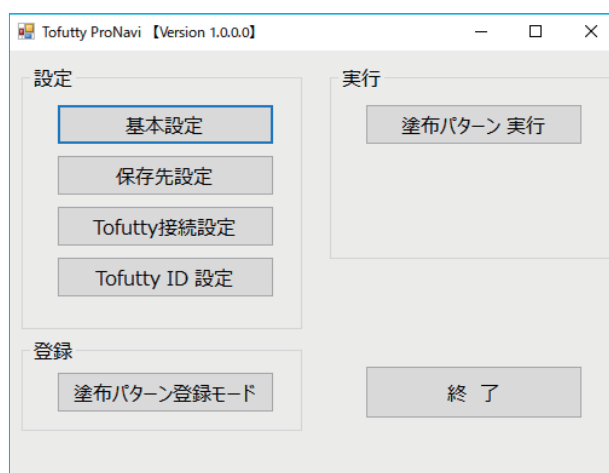 Tofutty ProNavi 【Version 1.0.0.0】
設定
基本設定
保存先設定
Tofutty接続設定
Tofutty ID 設定
登録
塗布パターン登録モード
実行
塗布パターン 実行
終 了